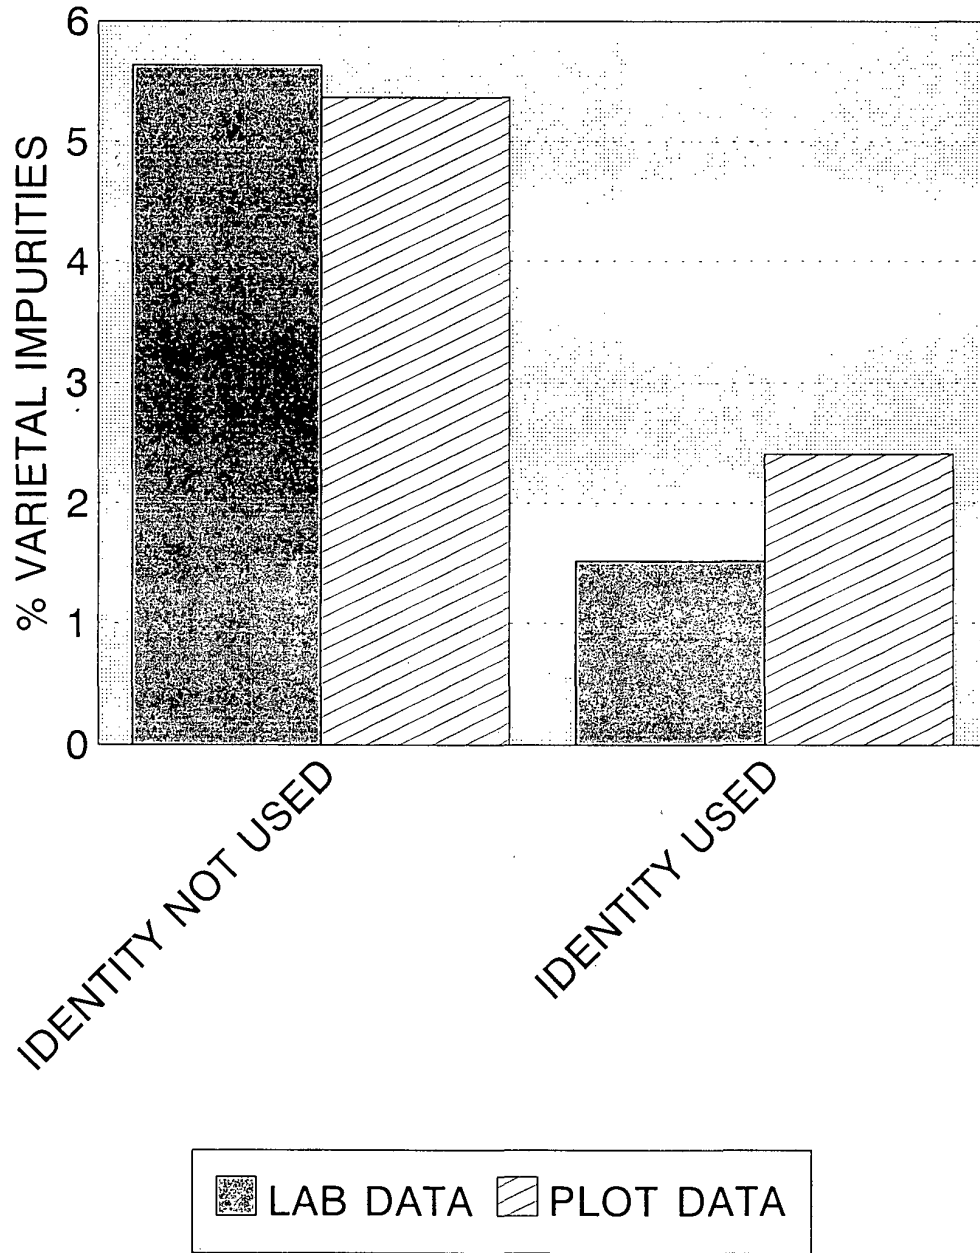 % VARIETAL IMPURITIES
6
5
4
3
2
1
0
IDENTITY NOT USED
IDENTITY USED
LAB DATA PLOT DATA